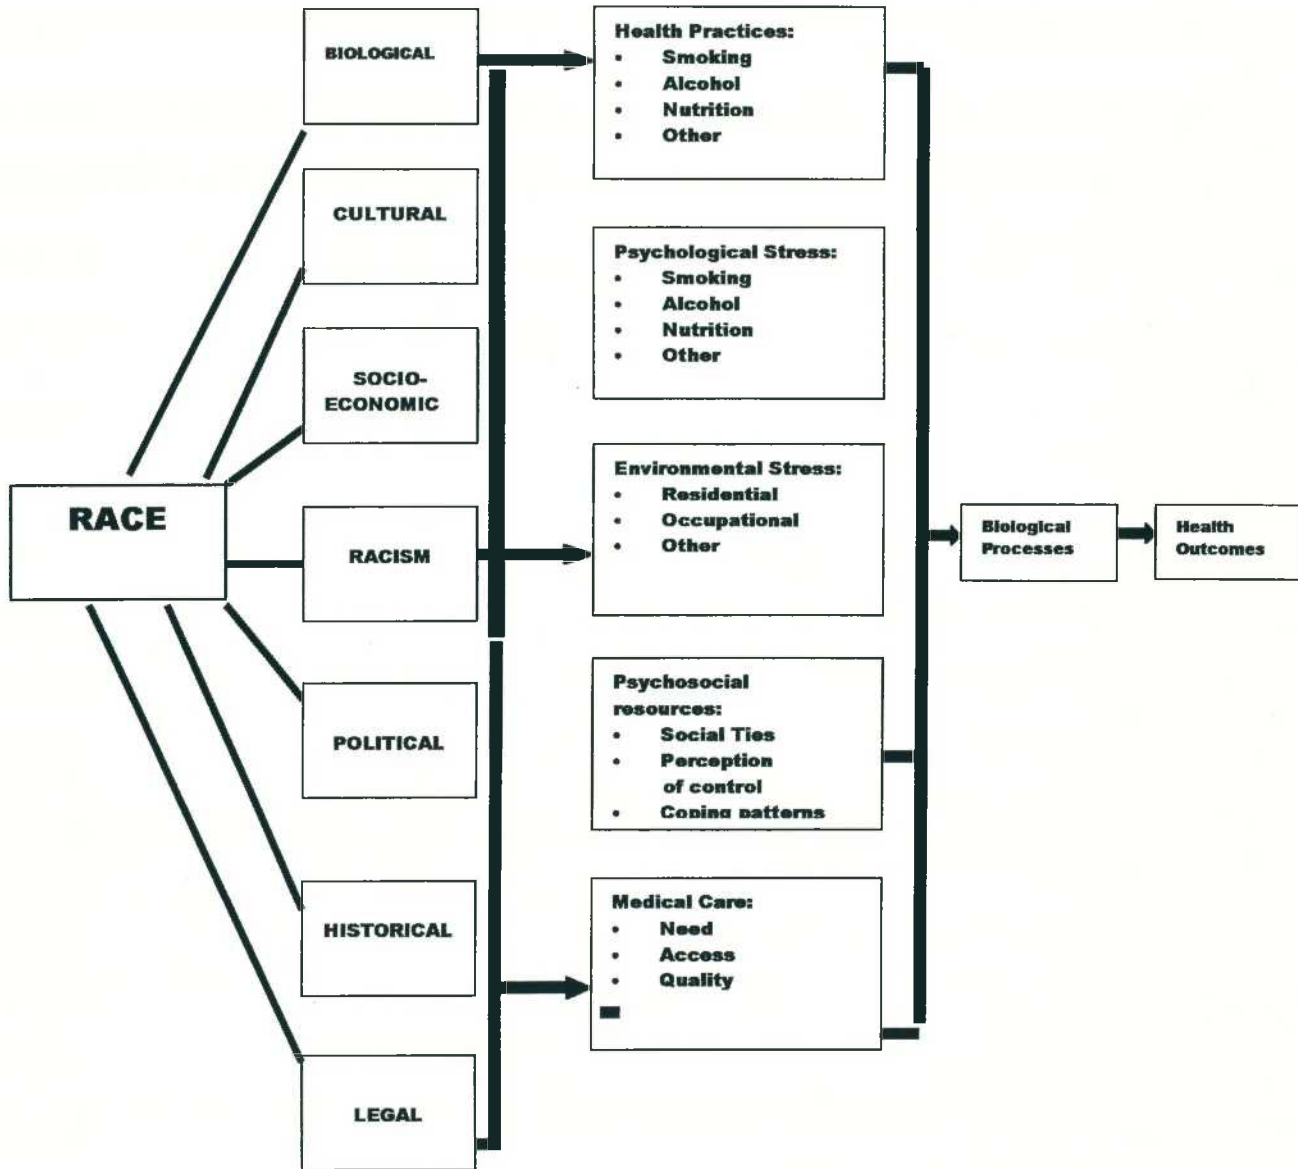 RACE
BIOLOGICAL
CULTURAL
SOCIO-
ECONOMIC
RACISM
POLITICAL
HISTORICAL
LEGAL
Health Practices:
• Smoking
• Alcohol
• Nutrition
• Other
Psychological Stress:
• Smoking
• Alcohol
• Nutrition
• Other
Environmental Stress:
• Residential
• Occupational
• Other
Psychosocial
resources:
• Social Ties
• Perception
of control
• Coping patterns
Medical Care:
• Need
• Access
• Quality
Biological
Processes
Health
Outcomes